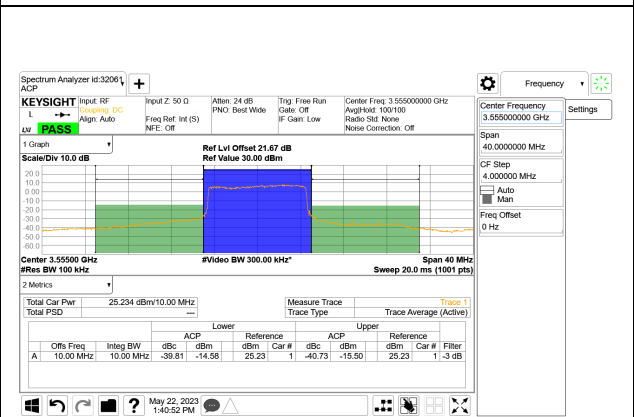 Spectrum Analyzer id:32061
ACP
Frequency
KEYSIGHT
L
LVI PASS
Input: RF
Coupling: DC
Align: Auto
Input Z: 50 Ω
Freq Ref: Int (S)
NFE: Off
Atten: 24 dB
PNO: Best Wide
Trig: Free Run
Gate: Off
IF Gain: Low
Center Freq: 3.555000000 GHz
Avg|Hold: 100/100
Radio Std: None
Noise Correction: Off
Center Frequency
3.555000000 GHz
Settings
Span
40.0000000 MHz
CF Step
4.000000 MHz
Auto
Man
Freq Offset
0 Hz
1 Graph
Scale/Div 10.0 dB
Ref Lvl Offset 21.67 dB
Ref Value 30.00 dBm
20.0
10.0
0.00
-10.0
-20.0
-30.0
-40.0
-50.0
-60.0
Center 3.55500 GHz
#Video BW 300.00 kHz*
Span 40 MHz
#Res BW 100 kHz
Sweep 20.0 ms (1001 pts)
2 Metrics
Total Car Pwr 25.234 dBm/10.00 MHz
Total PSD ---
Measure Trace Trace 1
Trace Type Trace Average (Active)
Lower Upper
ACP Reference ACP Reference
Offs Freq Integ BW dBc dBm dBm Car # dBc dBm dBm Car # Filter
A 10.00 MHz 10.00 MHz -39.81 -14.58 25.23 1 -40.73 -15.50 25.23 1 -3 dB
May 22, 2023
1:40:52 PM